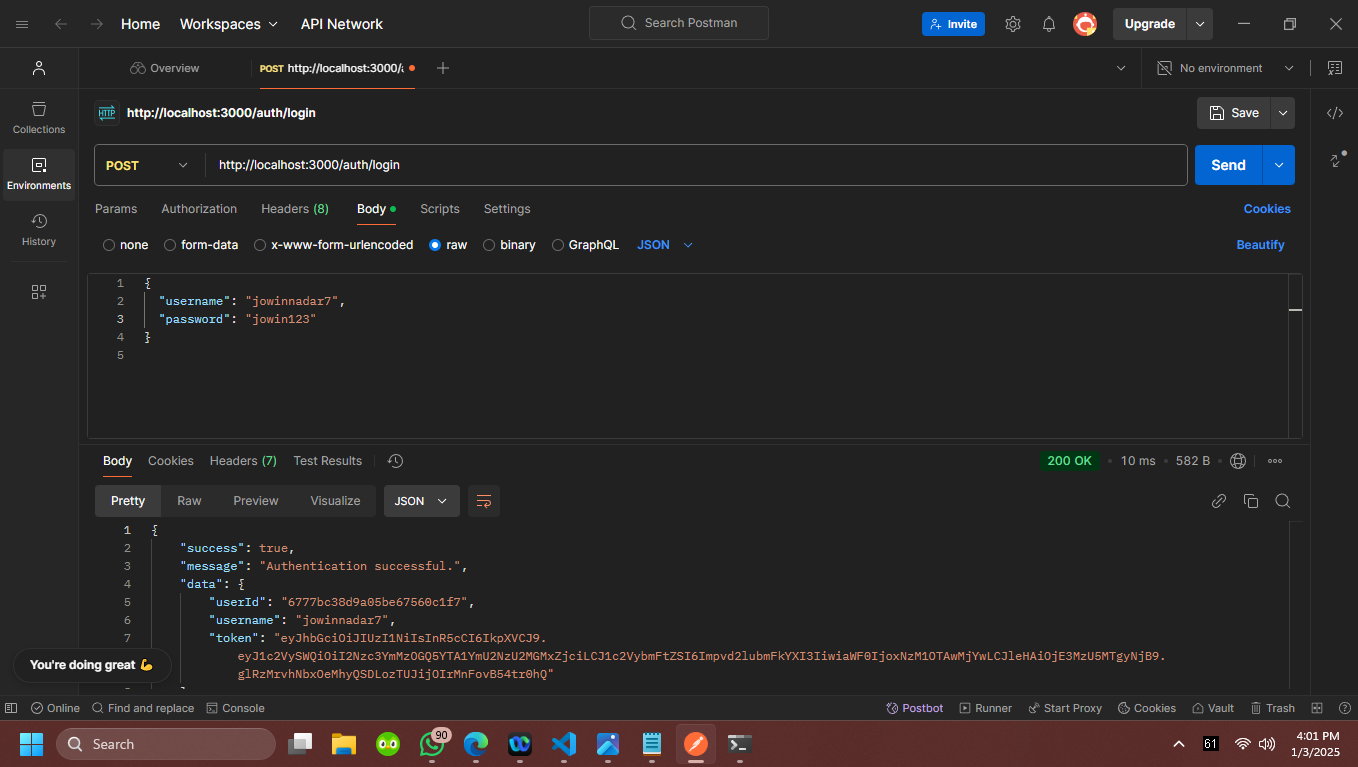 Home Workspaces API Network Search Postman Invite Upgrade
Overview POST http://localhost:3000/a No environment
HTTP http://localhost:3000/auth/login Save
Collections
POST http://localhost:3000/auth/login Send
Environments
Params Authorization Headers (8) Body Scripts Settings Cookies
History
none form-data x-www-form-urlencoded raw binary GraphQL JSON Beautify
1 {
2 "username": "jowinnadar7",
3 "password": "jowin123"
4 }
5
Body Cookies Headers (7) Test Results 200 OK 10 ms 582 B
Pretty Raw Preview Visualize JSON
1 {
2 "success": true,
3 "message": "Authentication successful.",
4 "data": {
5 "userId": "6777bc38d9a05be67560c1f7",
6 "username": "jowinnadar7",
7 "token": "eyJhbGciOiJIUzI1NiIsInR5cCI6IkpXVCJ9.
eyJ1c2VySWQiOiI2Nzc3YmMzOGQ5YTA1YmU2NzU2MGMxZjciLCJ1c2VybmFtZSI6Impvd2lubmFkYXI3IiwiaWF0IjoxNzM1OTAwMjYwLCJleHAiOjE3MzU5MTgyNjB9.
glRzMrvhNbxOeMhyQSDLozTUJijOIrMnFovB54tr0hQ"
You're doing great 💪
Online Find and replace Console Postbot Runner Start Proxy Cookies Vault Trash
Search 90 61 4:01 PM
1/3/2025